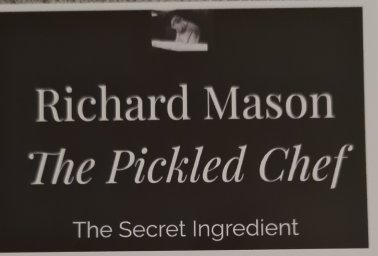 Richard Mason
The Pickled Chef
The Secret Ingredient